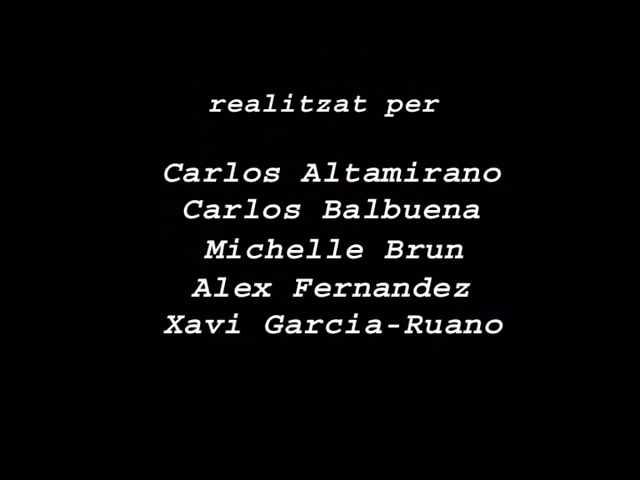 realitzat per
Carlos Altamirano
Carlos Balbuena
Michelle Brun
Alex Fernandez
Xavi Garcia-Ruano